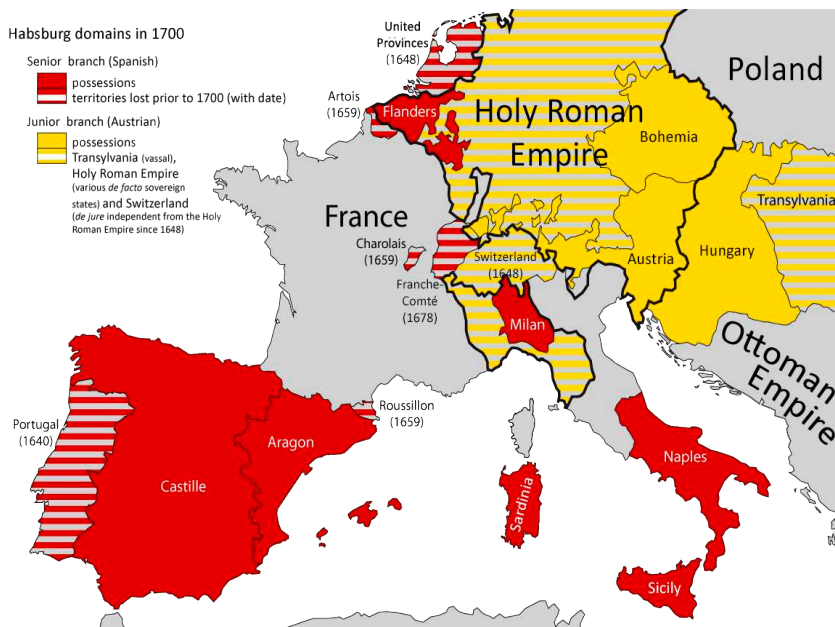 Habsburg domains in 1700
Senior branch (Spanish)
possessions
territories lost prior to 1700 (with date)
Junior branch (Austrian)
possessions
Transylvania (vassal),
Holy Roman Empire
(various de facto sovereign
states) and Switzerland
(de jure independent from the Holy
Roman Empire since 1648)
United
Provinces
(1648)
Artois
(1659)
Flanders
Holy Roman
Empire
Poland
Bohemia
Transylvania
France
Charolais
(1659)
Franche-
Comté
(1678)
Switzerland
(1648)
Austria
Hungary
Milan
Ottoman
Empire
Portugal
(1640)
Roussillon
(1659)
Aragon
Castille
Sardinia
Naples
Sicily